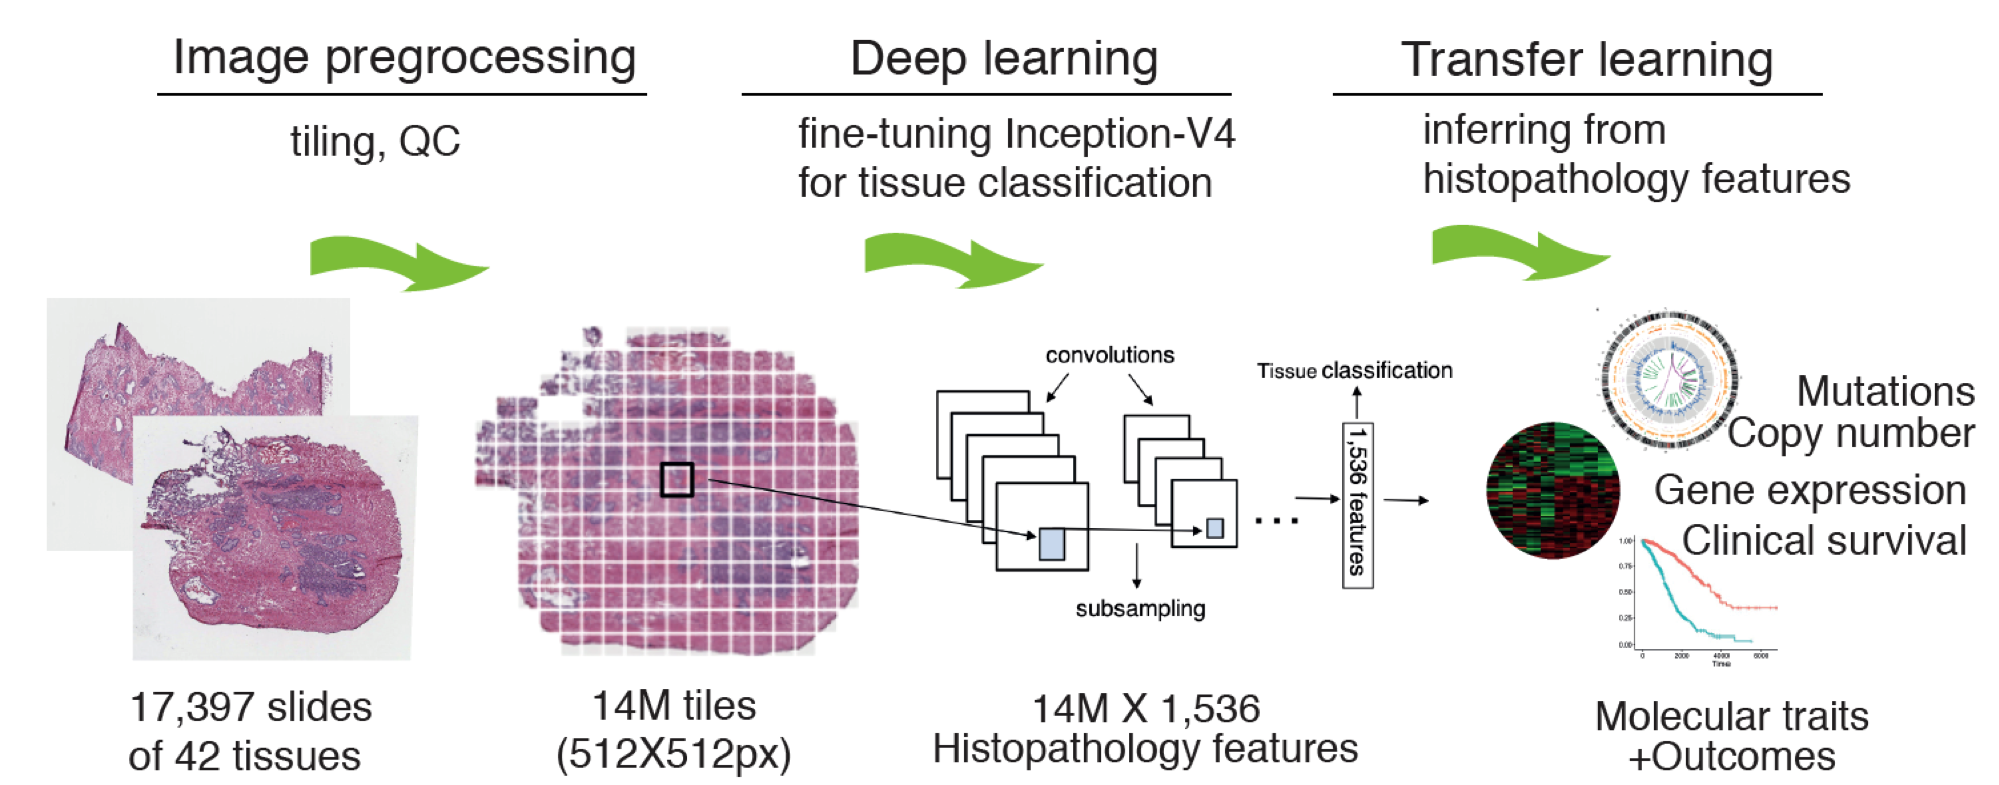 Image pregrocessing
tiling, QC
Deep learning
fine-tuning Inception-V4
for tissue classification
Transfer learning
inferring from
histopathology features
convolutions
subsampling
Tissue classification
1,536 features
Mutations
Copy number
Gene expression
Clinical survival
1.00
0.75
0.50
0.25
0.00
0 2000 4000 6000
Time
17,397 slides
of 42 tissues
14M tiles
(512X512px)
14M X 1,536
Histopathology features
Molecular traits
+Outcomes